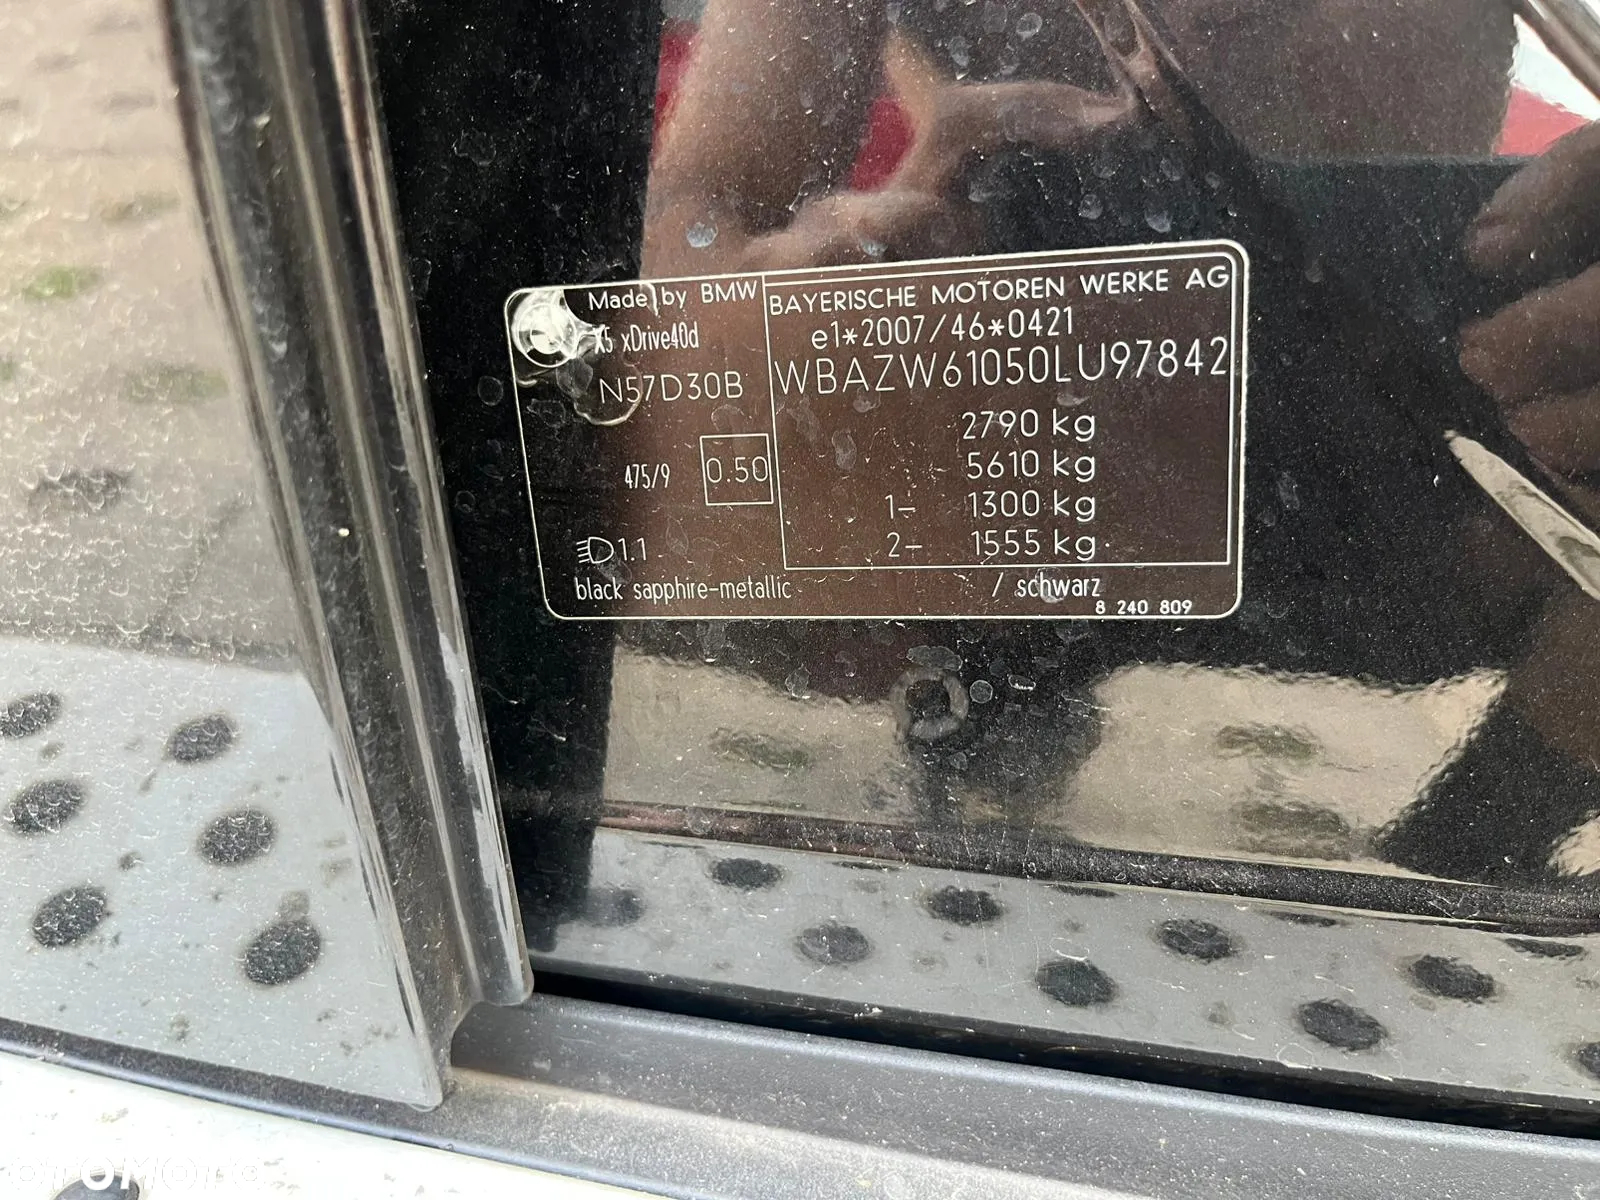 Made by BMW
X5 xDrive40d
N57D30B
475/9 0.50
1.1
BAYERISCHE MOTOREN WERKE AG
e1*2007/46*0421
WBAZW61050LU97842
2790 kg
5610 kg
1- 1300 kg
2- 1555 kg
black sapphire-metallic / schwarz
8 240 809
OTOMOTO